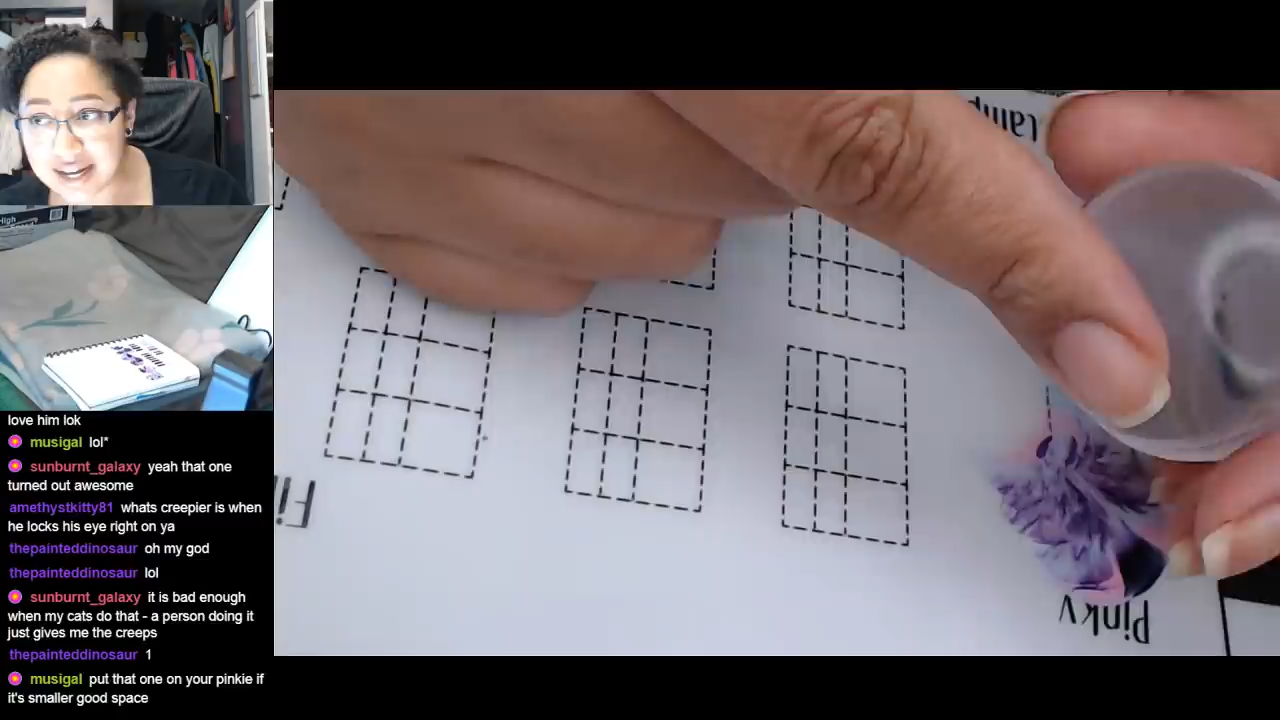 High
love him lok
musigal lol*
sunburnt_galaxy yeah that one
turned out awesome
amethystkitty81 whats creepier is when
he locks his eye right on ya
thepainteddinosaur oh my god
thepainteddinosaur lol
sunburnt_galaxy it is bad enough
when my cats do that - a person doing it
just gives me the creeps
thepainteddinosaur 1
musigal put that one on your pinkie if
it's smaller good space
Pinky